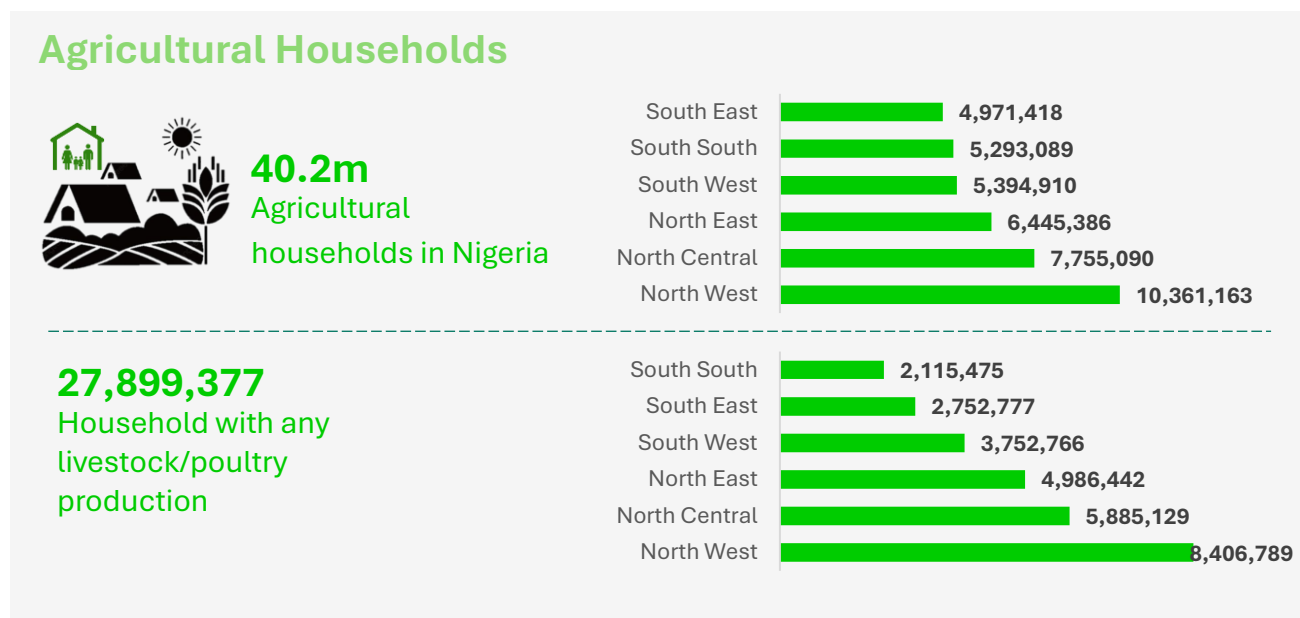 Agricultural Households
40.2m
Agricultural
households in Nigeria
South East 4,971,418
South South 5,293,089
South West 5,394,910
North East 6,445,386
North Central 7,755,090
North West 10,361,163
27,899,377
Household with any
livestock/poultry
production
South South 2,115,475
South East 2,752,777
South West 3,752,766
North East 4,986,442
North Central 5,885,129
North West 8,406,789